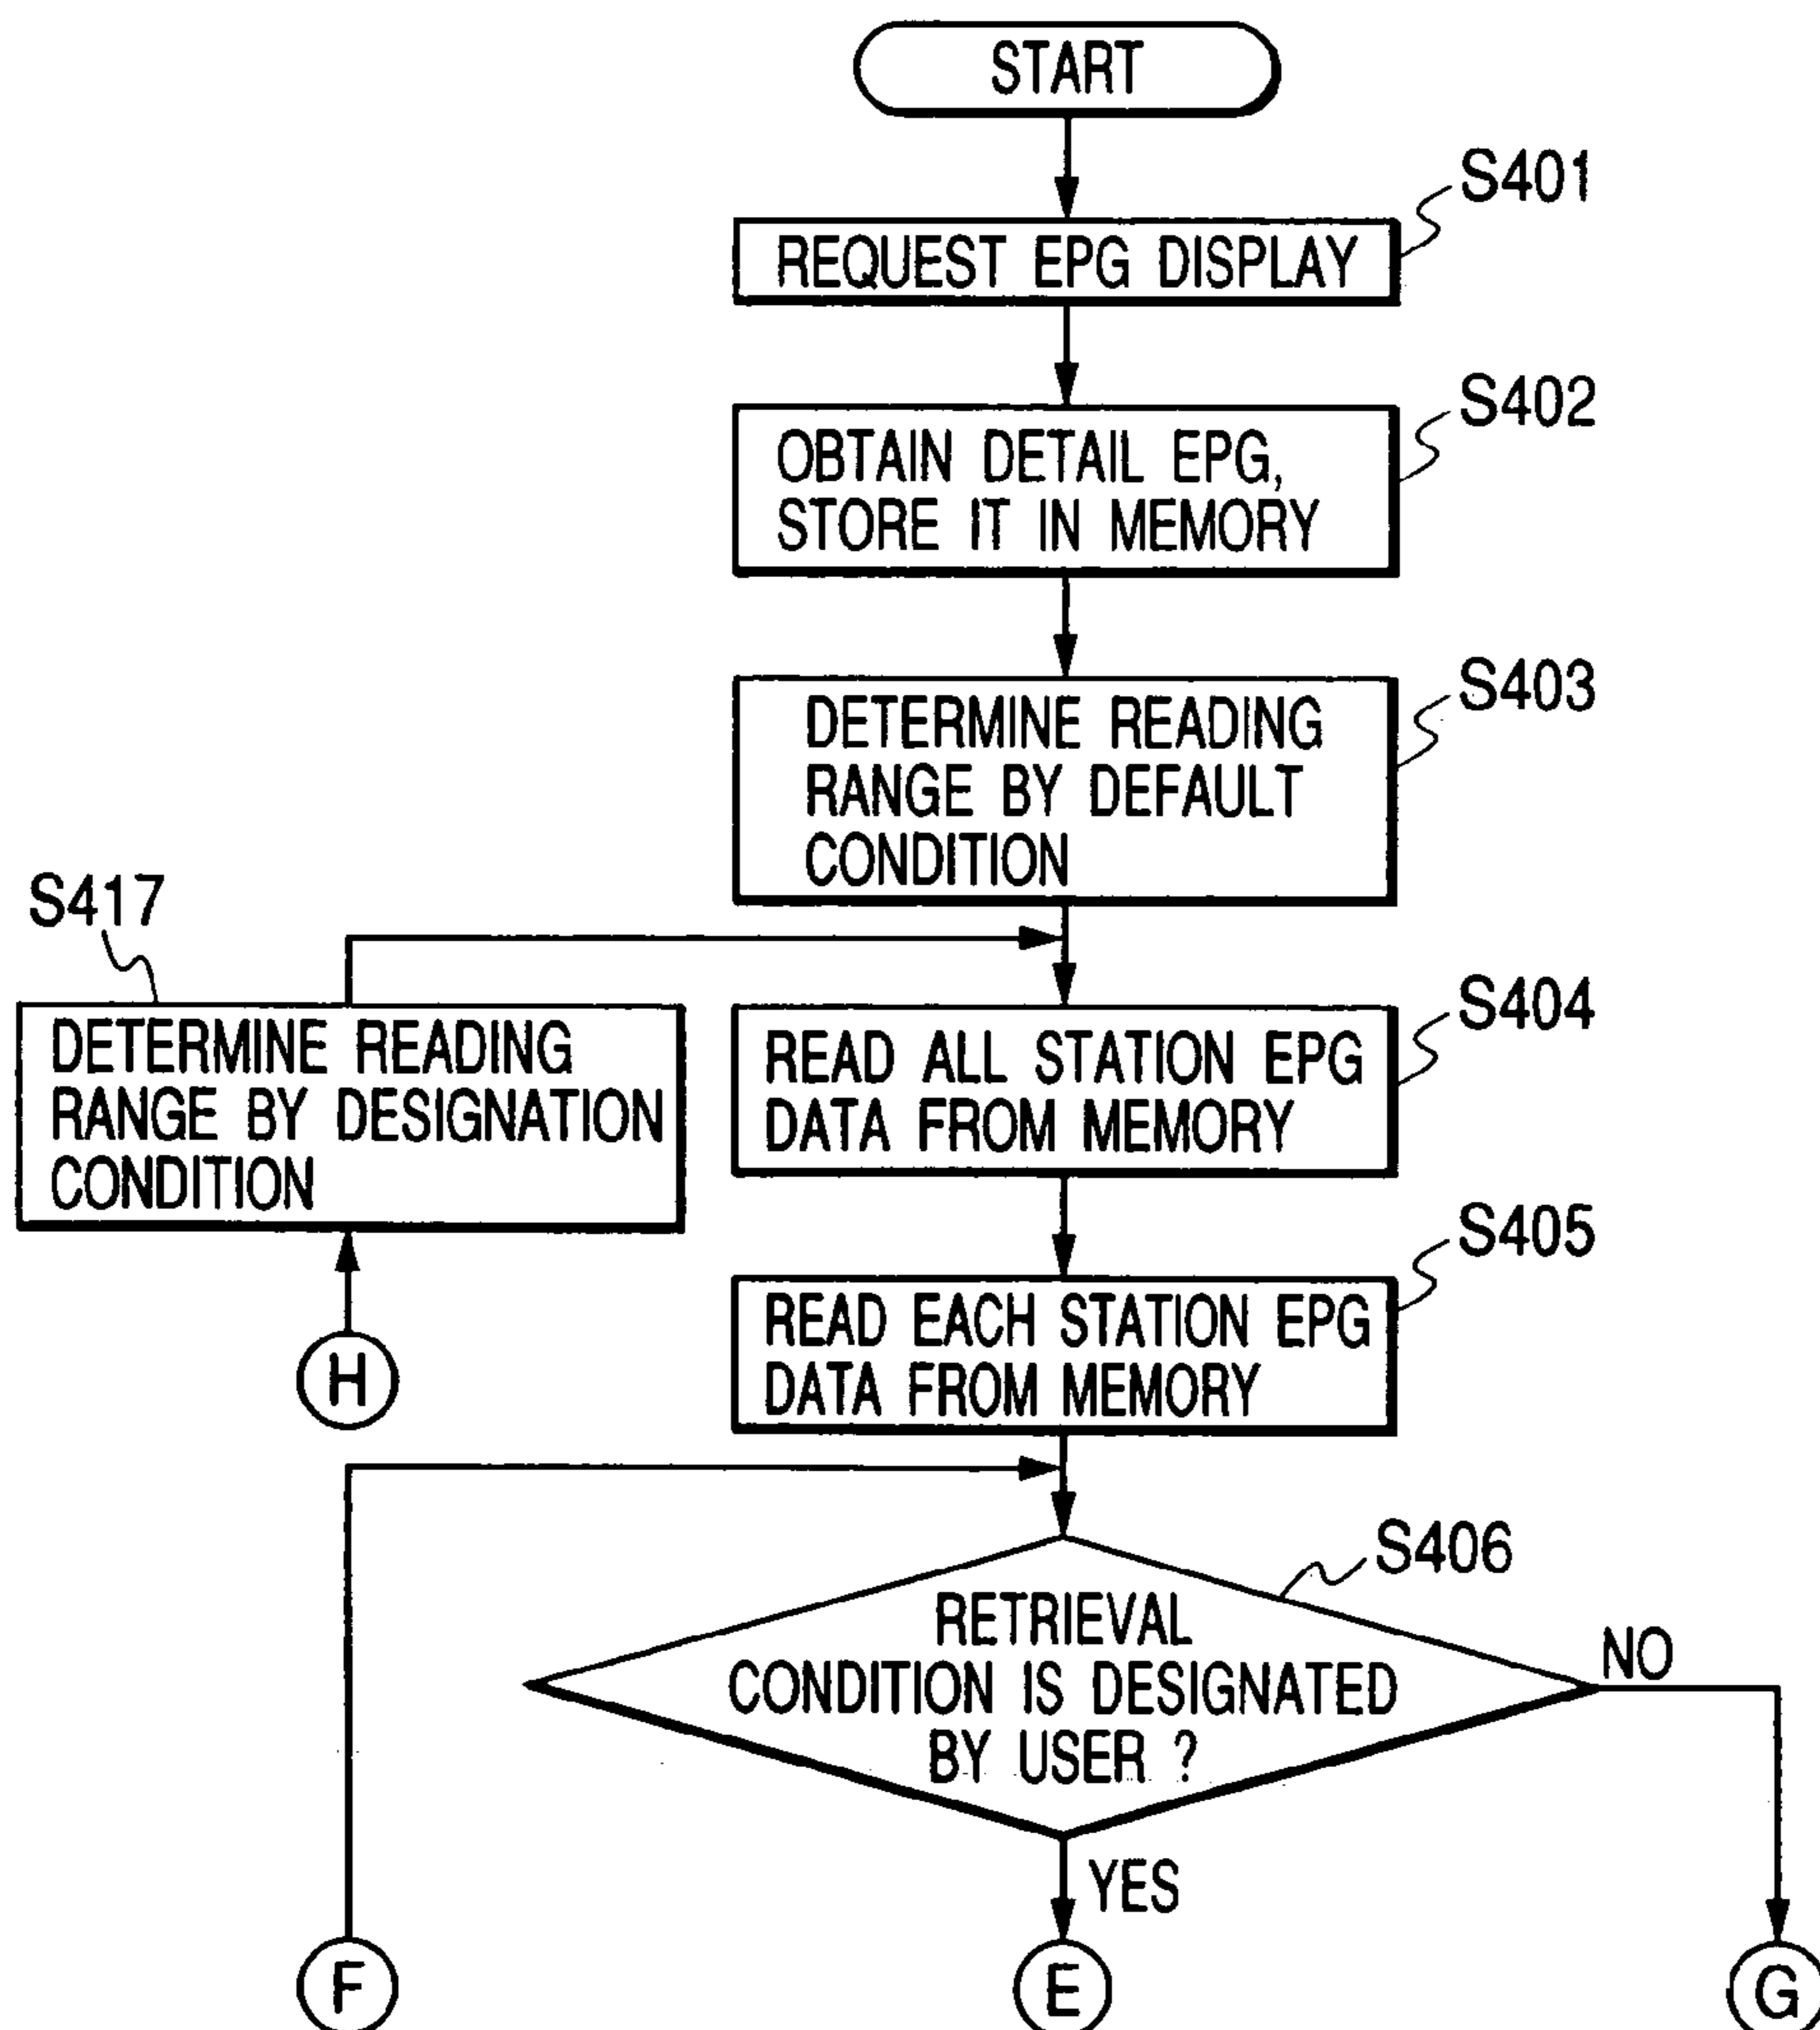 START
S401
REQUEST EPG DISPLAY
S402
OBTAIN DETAIL EPG,
STORE IT IN MEMORY
S403
DETERMINE READING
RANGE BY DEFAULT
CONDITION
S417
DETERMINE READING
RANGE BY DESIGNATION
CONDITION
S404
READ ALL STATION EPG
DATA FROM MEMORY
S405
READ EACH STATION EPG
DATA FROM MEMORY
H
S406
RETRIEVAL
CONDITION IS DESIGNATED
BY USER ?
NO
YES
F
E
G